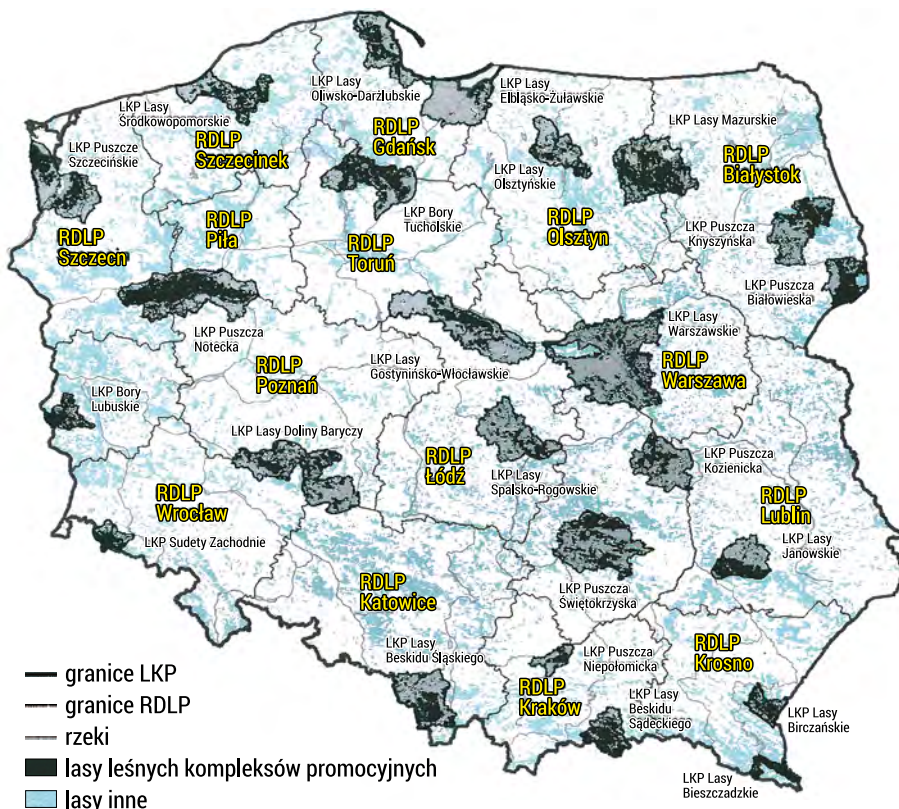 LKP Lasy
Oliwsko-Darżlubskie
LKP Lasy
Elbląsko-Żuławskie
LKP Lasy
Środkowopomorskie
RDLP
Gdańsk
LKP Lasy Mazurskie
RDLP
Szczecinek
LKP Puszcze
Szczecińskie
RDLP
Białystok
LKP Lasy
Olsztyńskie
LKP Bory
Tucholskie
RDLP
Piła
RDLP
Olsztyn
LKP Puszcza
Knyszyńska
RDLP
Szczecn
RDLP
Toruń
LKP Puszcza
Białowieska
LKP Lasy
Warszawskie
LKP Puszcza
Notecka
RDLP
Poznań
LKP Lasy
Gostynińsko-Włocławskie
RDLP
Warszawa
LKP Bory
Lubuskie
LKP Lasy Doliny Baryczy
RDLP
Łódź
LKP Puszcza
Kozienicka
LKP Lasy
Spalsko-Rogowskie
RDLP
Wrocław
RDLP
Lublin
LKP Sudety Zachodnie
LKP Lasy
Janowskie
RDLP
Katowice
LKP Puszcza
Świętokrzyska
LKP Lasy
Beskidu Śląskiego
LKP Puszcza
Niepołomicka
RDLP
Krosno
RDLP
Kraków
LKP Lasy
Beskidu
Sądeckiego
LKP Lasy
Birczańskie
LKP Lasy
Bieszczadzkie
granice LKP
granice RDLP
rzeki
lasy leśnych kompleksów promocyjnych
lasy inne